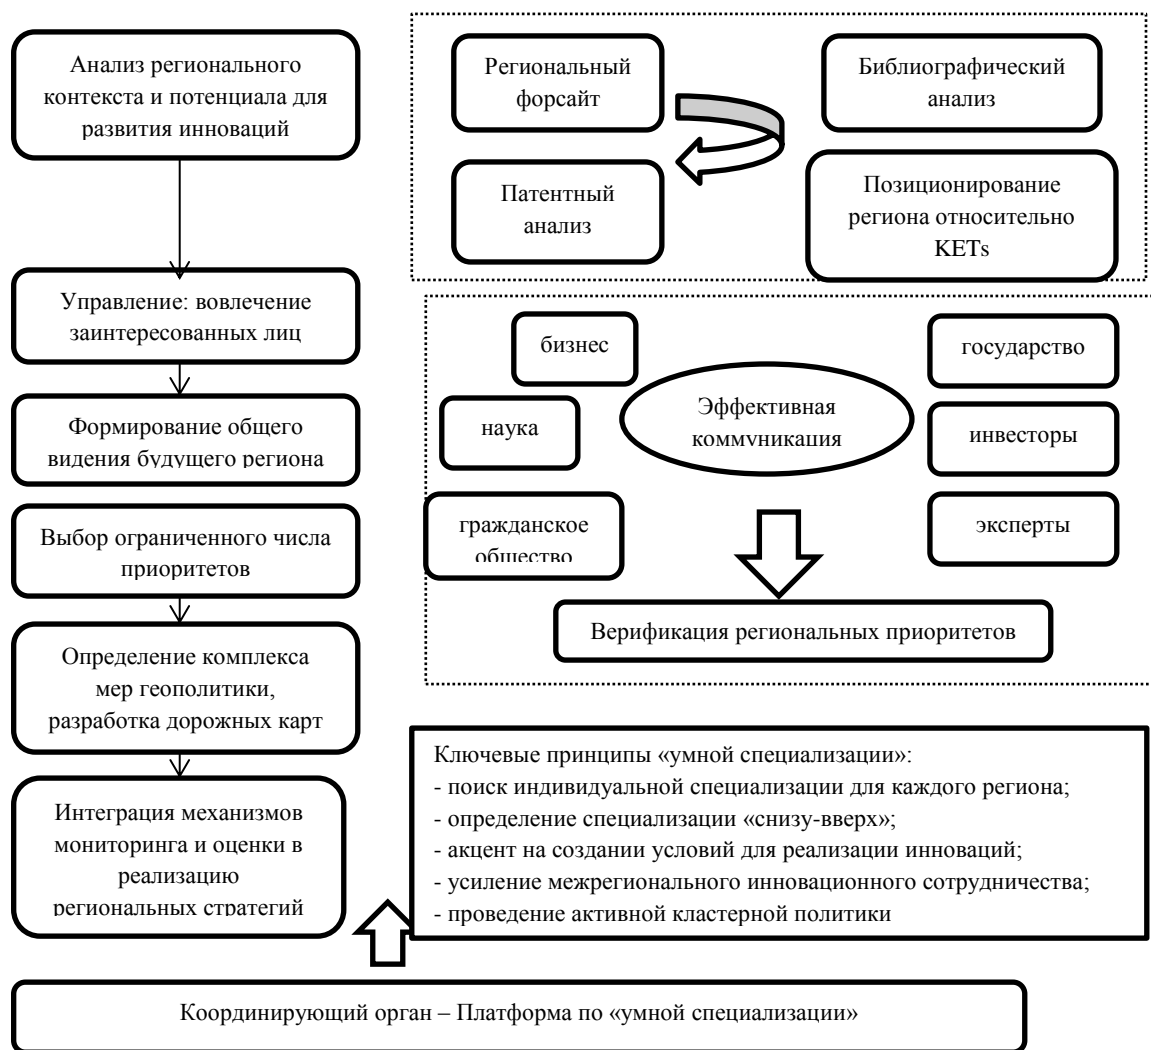 Анализ регионального
контекста и потенциала для
развития инноваций
Управление: вовлечение
заинтересованных лиц
Формирование общего
видения будущего региона
Выбор ограниченного числа
приоритетов
Определение комплекса
мер геополитики,
разработка дорожных карт
Интеграция механизмов
мониторинга и оценки в
реализацию
региональных стратегий
Региональный
форсайт
Библиографический
анализ
Патентный
анализ
Позиционирование
региона относительно
KETs
бизнес
наука
гражданское
общество
Эффективная
коммуникация
государство
инвесторы
эксперты
Верификация региональных приоритетов
Ключевые принципы «умной специализации»:
- поиск индивидуальной специализации для каждого региона;
- определение специализации «снизу-вверх»;
- акцент на создании условий для реализации инноваций;
- усиление межрегионального инновационного сотрудничества;
- проведение активной кластерной политики
Координирующий орган – Платформа по «умной специализации»